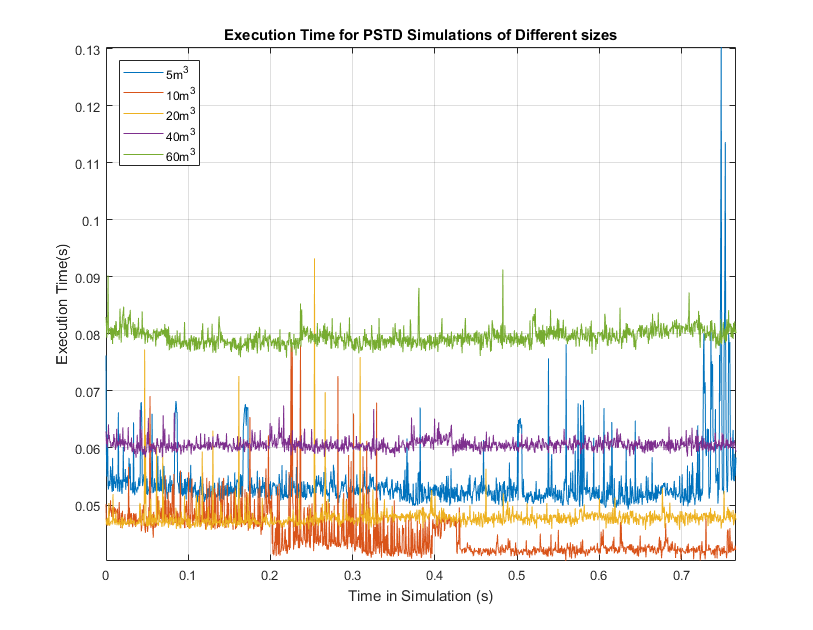 Execution Time for PSTD Simulations of Different sizes
5m³
10m³
20m³
40m³
60m³
0.13
0.12
0.11
0.1
0.09
0.08
0.07
0.06
0.05
Execution Time(s)
0 0.1 0.2 0.3 0.4 0.5 0.6 0.7
Time in Simulation (s)